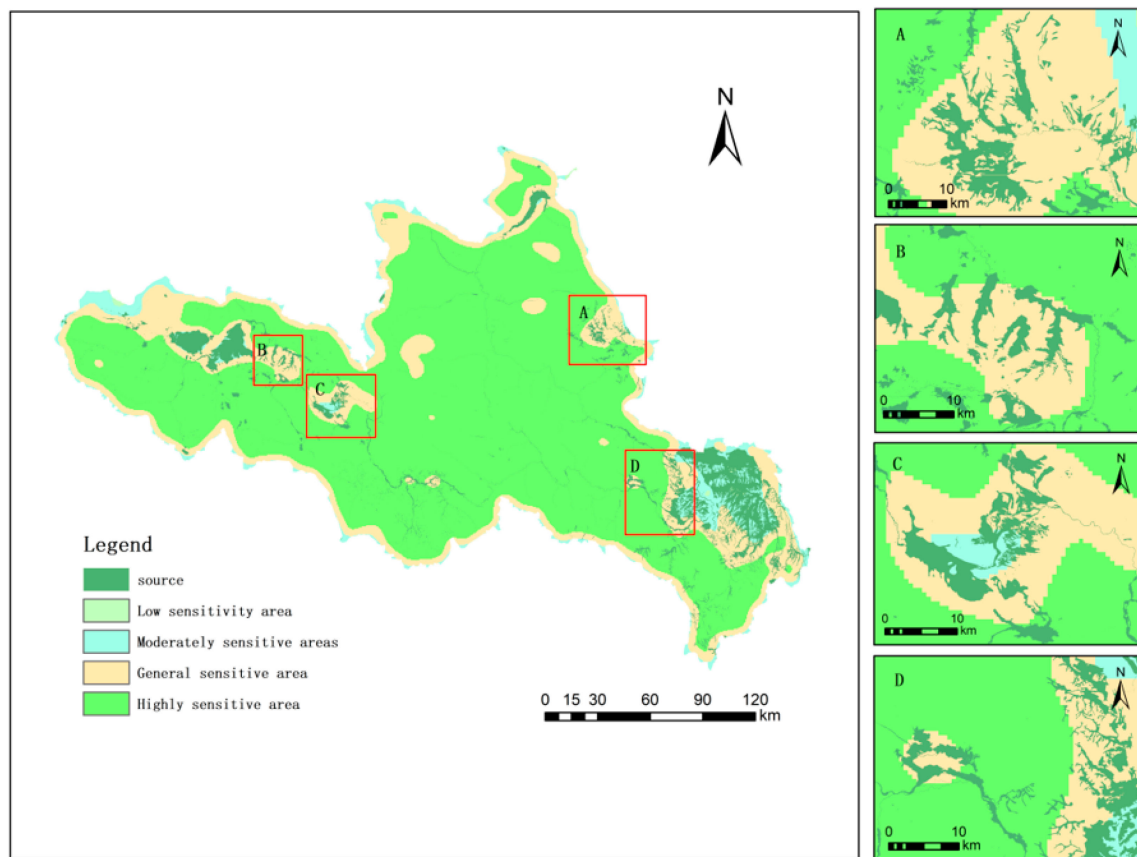 N
A
B
C
D
Legend
source
Low sensitivity area
Moderately sensitive areas
General sensitive area
Highly sensitive area
0 15 30 60 90 120
km
A
N
0 10
km
B
N
0 10
km
C
N
0 10
km
D
N
0 10
km